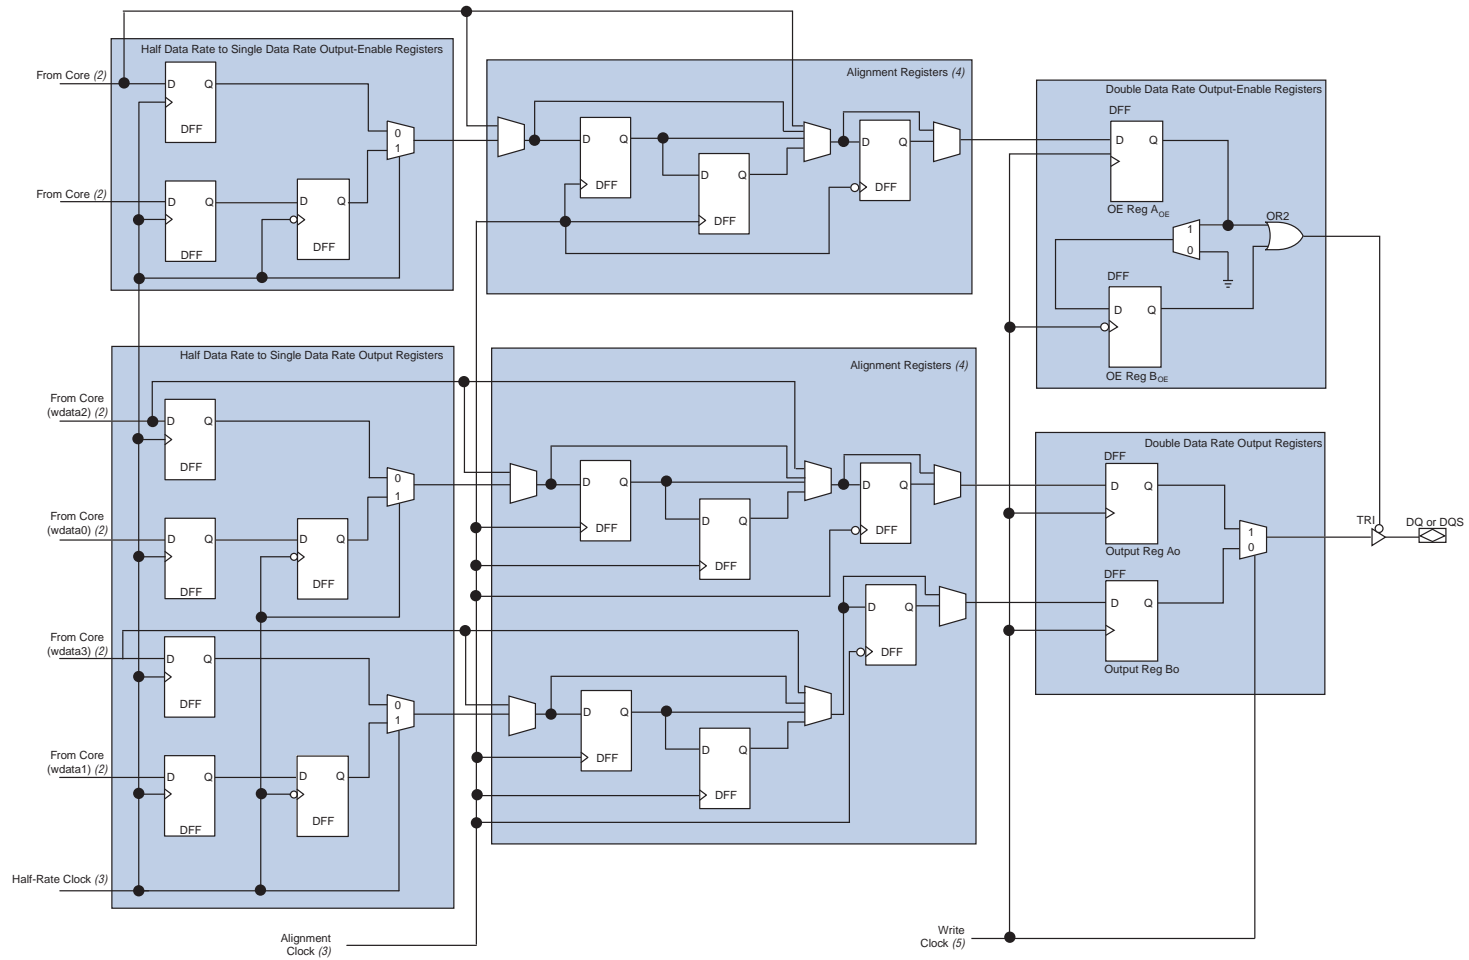 Half Data Rate to Single Data Rate Output-Enable Registers
From Core (2)
D Q
DFF
0
1
From Core (2)
D Q
DFF
D Q
DFF
Alignment Registers (4)
D Q
DFF
D Q
DFF
D Q
DFF
Double Data Rate Output-Enable Registers
DFF
D Q
OE Reg AOE
1
0
OR2
DFF
D Q
OE Reg BOE
Half Data Rate to Single Data Rate Output Registers
From Core
(wdata2) (2)
D Q
DFF
0
1
From Core
(wdata0) (2)
D Q
DFF
D Q
DFF
From Core
(wdata3) (2)
D Q
DFF
0
1
From Core
(wdata1) (2)
D Q
DFF
D Q
DFF
Half-Rate Clock (3)
Alignment Registers (4)
D Q
DFF
D Q
DFF
D Q
DFF
D Q
DFF
D Q
DFF
D Q
DFF
Alignment
Clock (3)
Double Data Rate Output Registers
DFF
D Q
Output Reg Ao
1
0
DFF
D Q
Output Reg Bo
TRI
DQ or DQS
Write
Clock (5)